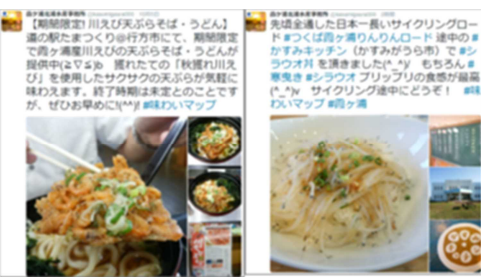 【期間限定!川えび天ぷらそば・うどん】
道の駅たまつくり@行方市にて、期間限定
で霞ヶ浦産川えびの天ぷらそば・うどんが
提供中(≧∇≦)b　獲れたての「秋獲れ川え
び」を使用したサクサクの天ぷらが気軽に
味わえます。終了時期は未定とのことです
が、ぜひお早めに!(^^)! #味わいマップ
先頃全通した日本一長いサイクリングロー
ド #つくば霞ヶ浦りんりんロード 途中の #
かすみキッチン（かすみがうら市）で #シ
ラウオ丼 を頂きました(^_^)/　もちろん #
寒曳き #シラウオ プリップリの食感が最高
(^_^)v　サイクリング途中にどうぞ！ #味
わいマップ #霞ヶ浦